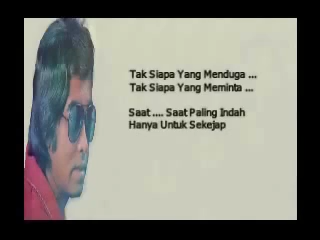 Tak Siapa Yang Menduga ...
Tak Siapa Yang Meminta ...
Saat .... Saat Paling Indah
Hanya Untuk Sekejap